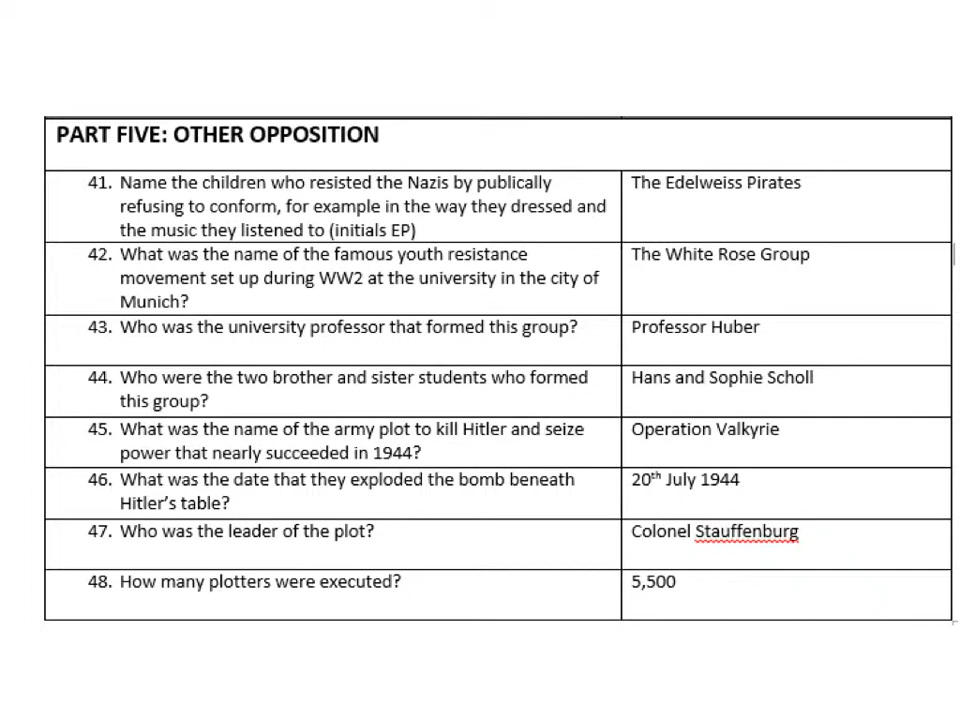 PART FIVE: OTHER OPPOSITION
41. Name the children who resisted the Nazis by publically
refusing to conform, for example in the way they dressed and
the music they listened to (initials EP)
The Edelweiss Pirates
42. What was the name of the famous youth resistance
movement set up during WW2 at the university in the city of
Munich?
The White Rose Group
43. Who was the university professor that formed this group?
Professor Huber
44. Who were the two brother and sister students who formed
this group?
Hans and Sophie Scholl
45. What was the name of the army plot to kill Hitler and seize
power that nearly succeeded in 1944?
Operation Valkyrie
46. What was the date that they exploded the bomb beneath
Hitler's table?
20th July 1944
47. Who was the leader of the plot?
Colonel Stauffenburg
48. How many plotters were executed?
5,500